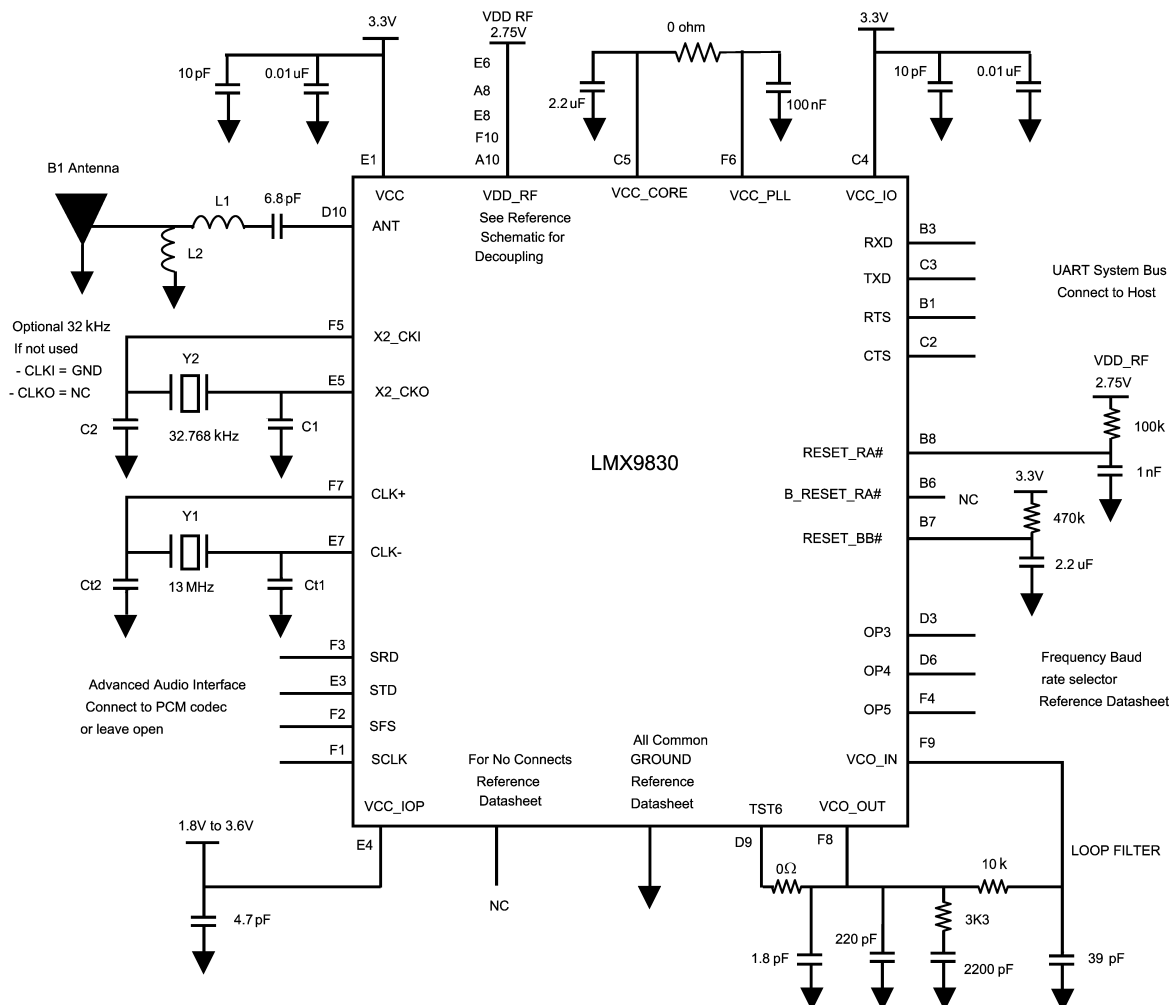 3.3V
VDD RF
2.75V
0 ohm
3.3V
10 pF
0.01 uF
E6
A8
E8
F10
A10
2.2 uF
100 nF
10 pF
0.01 uF
E1
C5
F6
C4
B1 Antenna
VCC
VDD_RF
VCC_CORE
VCC_PLL
VCC_IO
L1
6.8 pF
D10
ANT
L2
See Reference
Schematic for
Decoupling
RXD
B3
TXD
C3
RTS
B1
CTS
C2
UART System Bus
Connect to Host
Optional 32 kHz
If not used
- CLKI = GND
- CLKO = NC
F5
X2_CKI
Y2
E5
X2_CKO
C2
32.768 kHz
C1
VDD_RF
2.75V
100k
1 nF
LMX9830
RESET_RA#
B8
B_RESET_RA#
B6
NC
RESET_BB#
B7
3.3V
470k
2.2 uF
F7
CLK+
Y1
E7
CLK-
Ct2
13 MHz
Ct1
F3
SRD
E3
STD
F2
SFS
F1
SCLK
Advanced Audio Interface
Connect to PCM codec
or leave open
OP3
D3
OP4
D6
OP5
F4
Frequency Baud
rate selector
Reference Datasheet
F9
VCO_IN
For No Connects
Reference
Datasheet
All Common
GROUND
Reference
Datasheet
VCC_IOP
TST6
VCO_OUT
1.8V to 3.6V
E4
D9
F8
LOOP FILTER
0Ω
10 k
NC
4.7 pF
3K3
1.8 pF
220 pF
2200 pF
39 pF